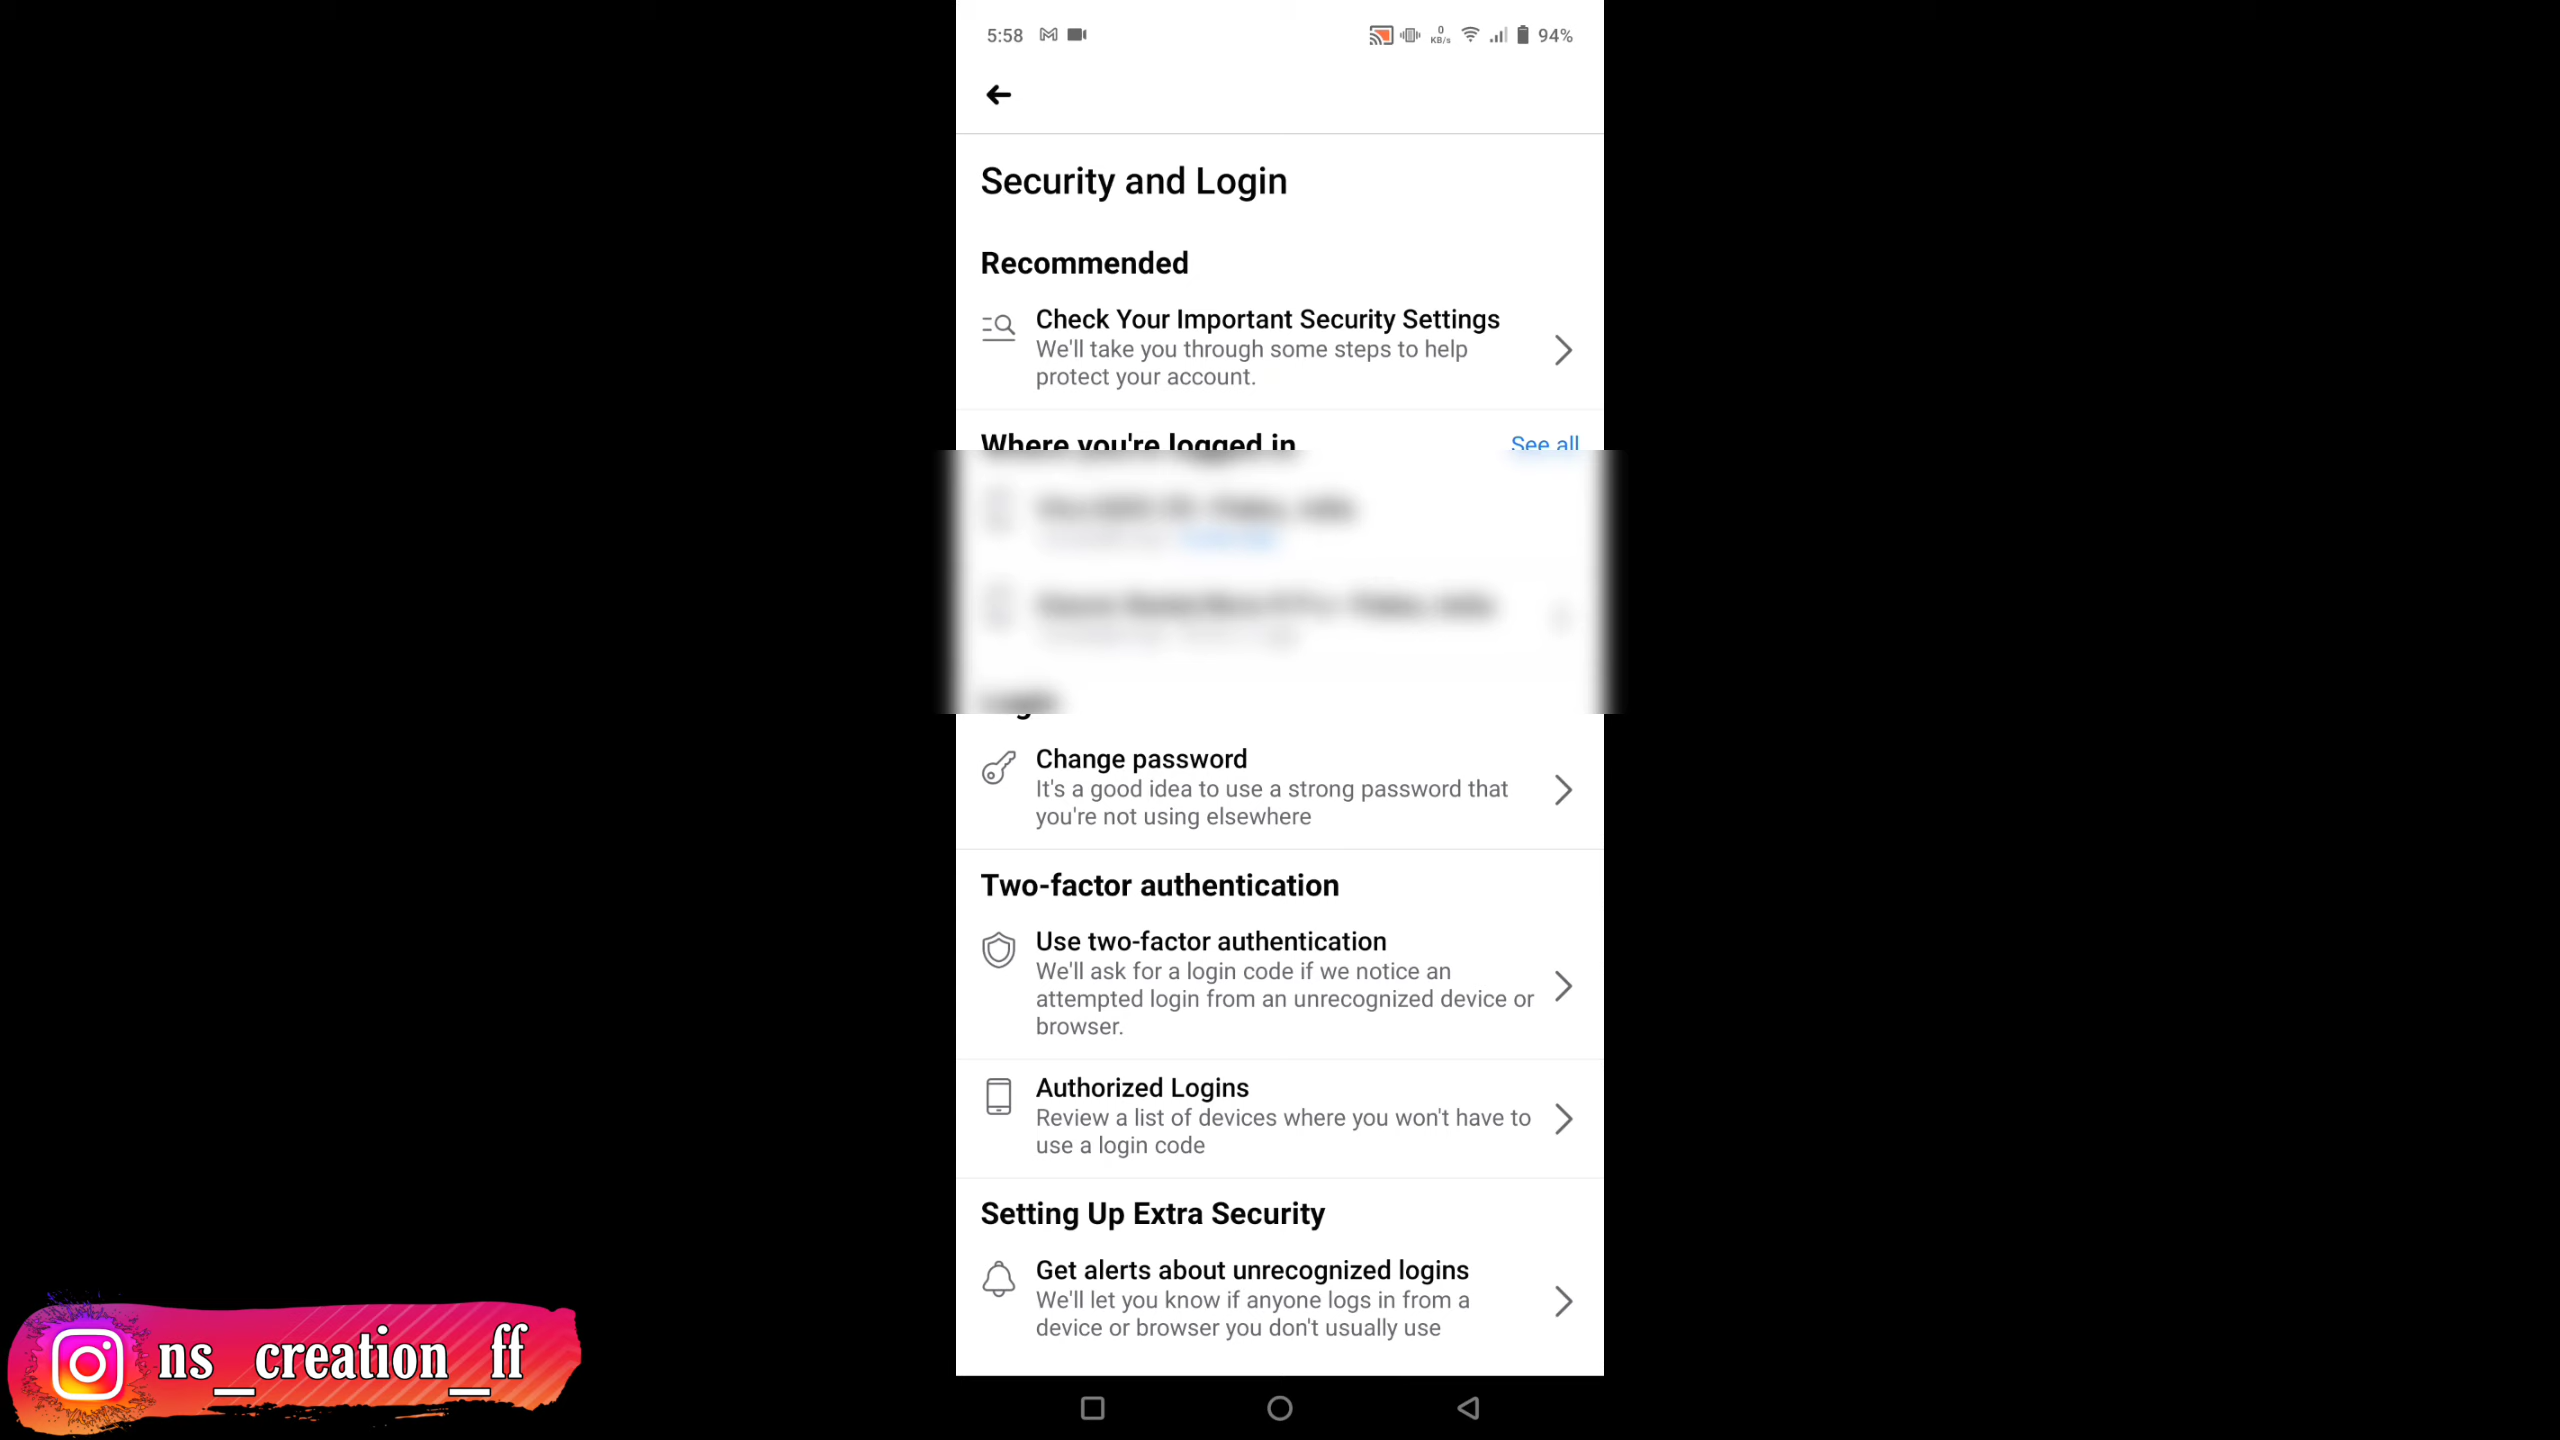 5:58
0
KB/s
94%
Security and Login
Recommended
Check Your Important Security Settings
We'll take you through some steps to help
protect your account.
Where you're logged in
See all
Change password
It's a good idea to use a strong password that
you're not using elsewhere
Two-factor authentication
Use two-factor authentication
We'll ask for a login code if we notice an
attempted login from an unrecognized device or
browser.
Authorized Logins
Review a list of devices where you won't have to
use a login code
Setting Up Extra Security
Get alerts about unrecognized logins
We'll let you know if anyone logs in from a
device or browser you don't usually use
ns_creation_ff